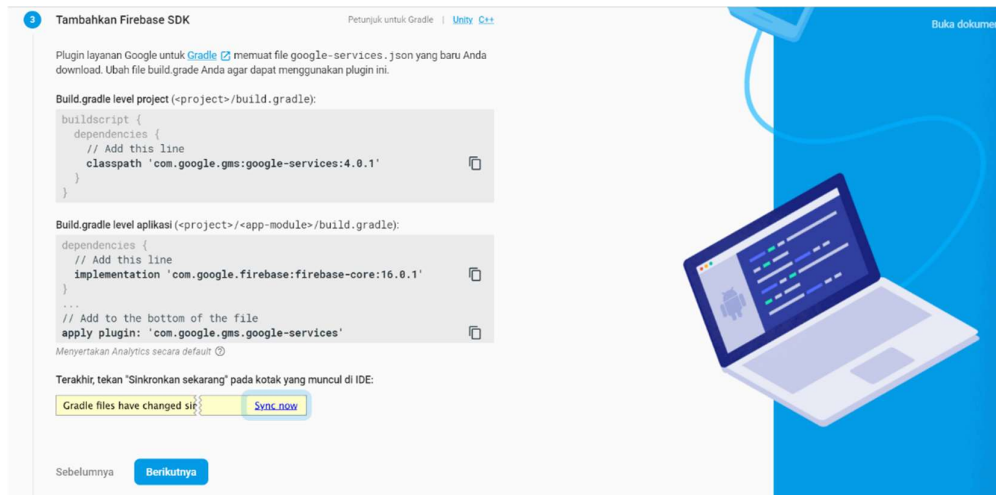 3 Tambahkan Firebase SDK
Petunjuk untuk Gradle | Unity C++
Buka dokumen
Plugin layanan Google untuk Gradle memuat file google-services.json yang baru Anda
download. Ubah file build.grade Anda agar dapat menggunakan plugin ini.
Build.gradle level project (<project>/build.gradle):
buildscript {
dependencies {
// Add this line
classpath 'com.google.gms:google-services:4.0.1'
}
}
Build.gradle level aplikasi (<project>/<app-module>/build.gradle):
dependencies {
// Add this line
implementation 'com.google.firebase:firebase-core:16.0.1'
}
...
// Add to the bottom of the file
apply plugin: 'com.google.gms.google-services'
Menyertakan Analytics secara default ?
Terakhir, tekan "Sinkronkan sekarang" pada kotak yang muncul di IDE:
Gradle files have changed sin Sync now
Sebelumnya Berikutnya